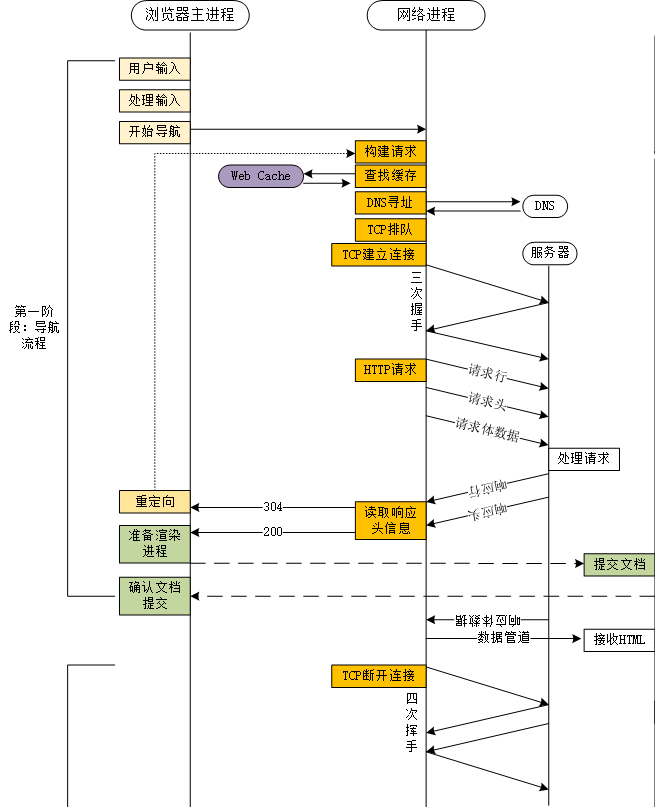 浏览器主进程
网络进程
用户输入
处理输入
开始导航
构建请求
Web Cache
查找缓存
DNS寻址
DNS
TCP排队
TCP建立连接
服务器
三次握手
第一阶
段：导航
流程
HTTP请求
请求行
请求头
请求体数据
处理请求
响应行
响应头
重定向
304
读取响应
头信息
200
准备渲染
进程
提交文档
确认文档
提交
响应体数据
数据管道
接收HTML
TCP断开连接
四次挥手